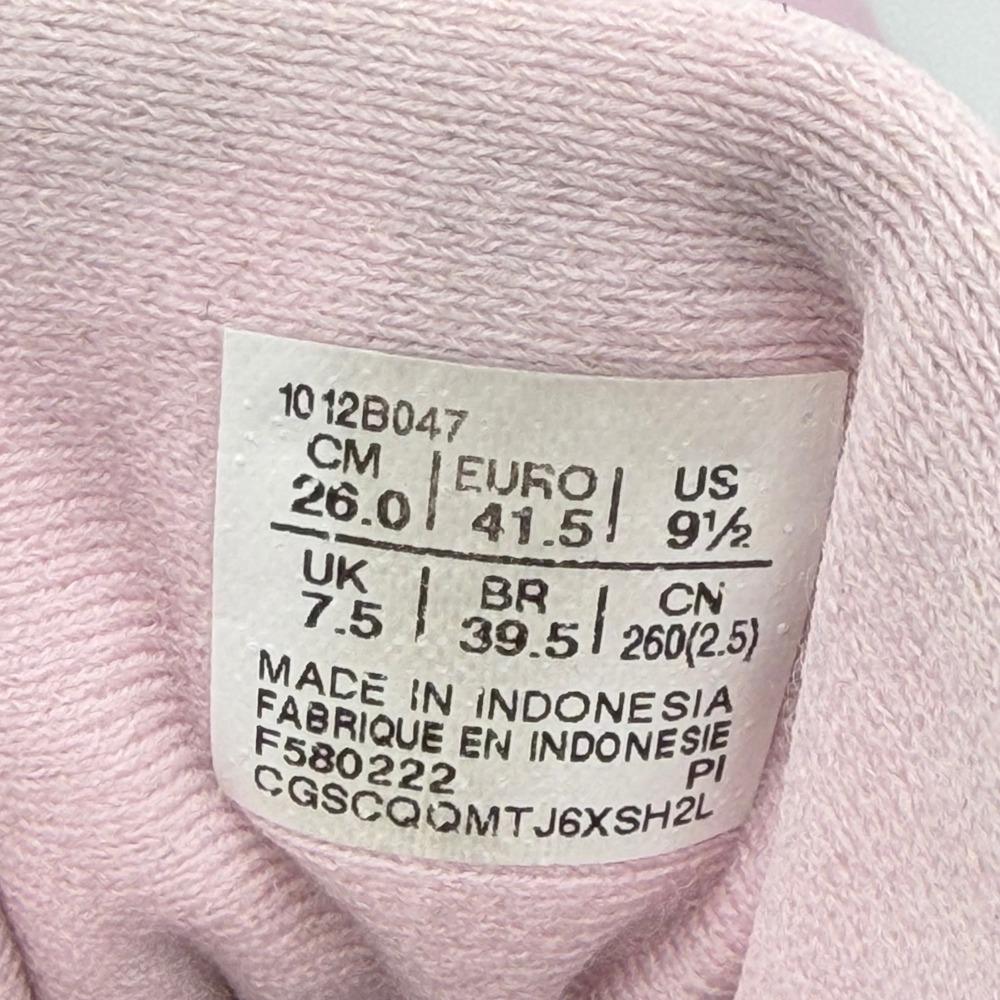 1012B047
CM | EURO | US
26.0 | 41.5 | 9½
UK | BR | CN
7.5 | 39.5 | 260(2.5)
MADE IN INDONESIA
FABRIQUE EN INDONESIE
F580222 PI
CGSCQQMTJ6XSH2L